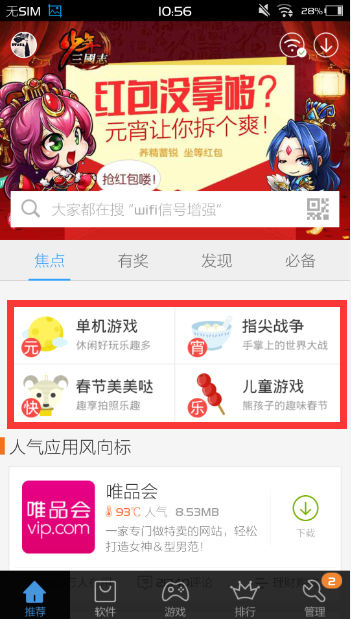 无SIM
10:56
28%
少年
三國志
红包没拿够?
元宵让你拆个爽!
养精蓄锐 坐等红包
抢红包喽!
大家都在搜 "wifi信号增强"
焦点 有奖 发现 必备
元
单机游戏
休闲好玩乐趣多
宵
指尖战争
手掌上的世界大战
快
春节美美哒
趣享拍照乐趣
乐
儿童游戏
熊孩子的趣味春节
人气应用风向标
唯品会
vip.com
唯品会
93℃ 人气 8.53MB
一家专门做特卖的网站，轻松
打造女神＆型男范！
下载
2
推荐 软件 游戏 排行 管理